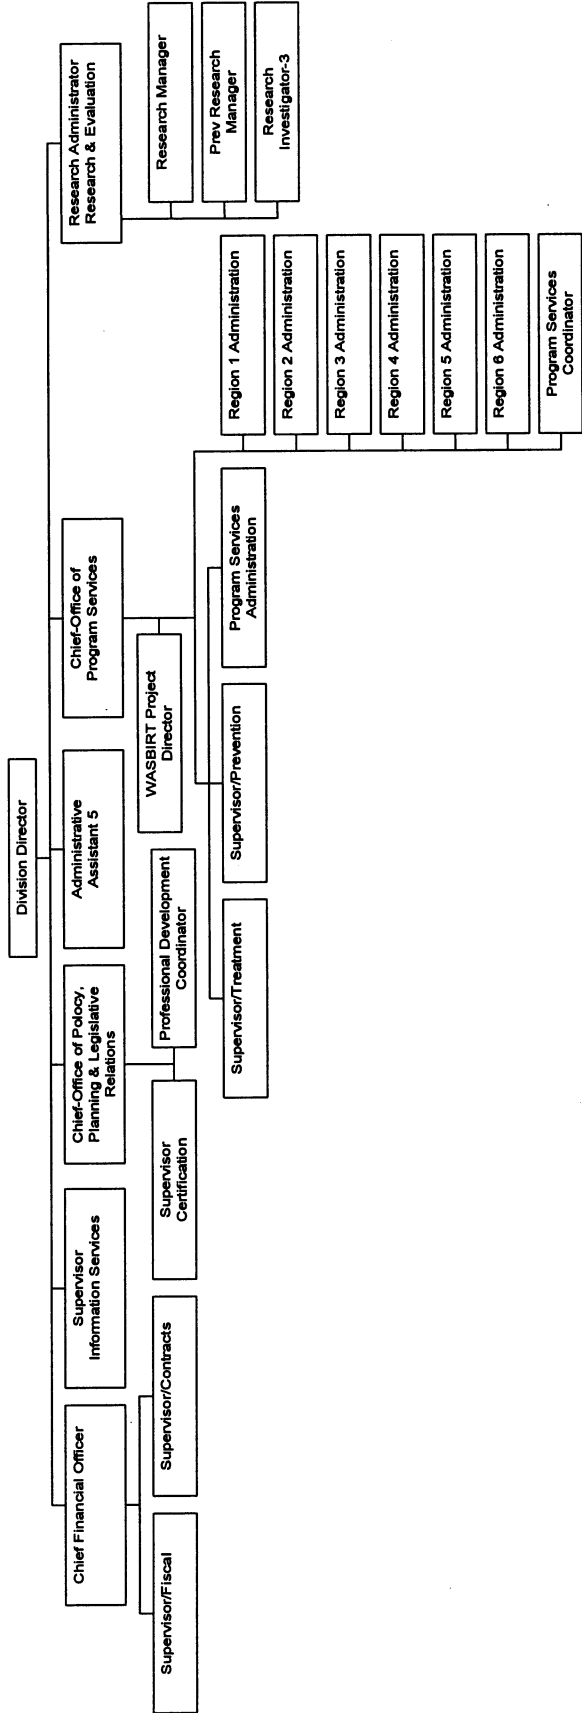 Division Director
Chief Financial Officer
Supervisor
Information Services
Chief-Office of Polocy,
Planning & Legislative
Relations
Administrative
Assistant 5
Chief-Office of
Program Services
Research Administrator
Research & Evaluation
Supervisor/Fiscal
Supervisor/Contracts
Supervisor
Certification
Professional Development
Coordinator
WASBIRT Project
Director
Supervisor/Treatment
Supervisor/Prevention
Program Services
Administration
Region 1 Administration
Region 2 Administration
Region 3 Administration
Region 4 Administration
Region 5 Administration
Region 6 Administration
Program Services
Coordinator
Research Manager
Prev Research
Manager
Research
Investigator-3